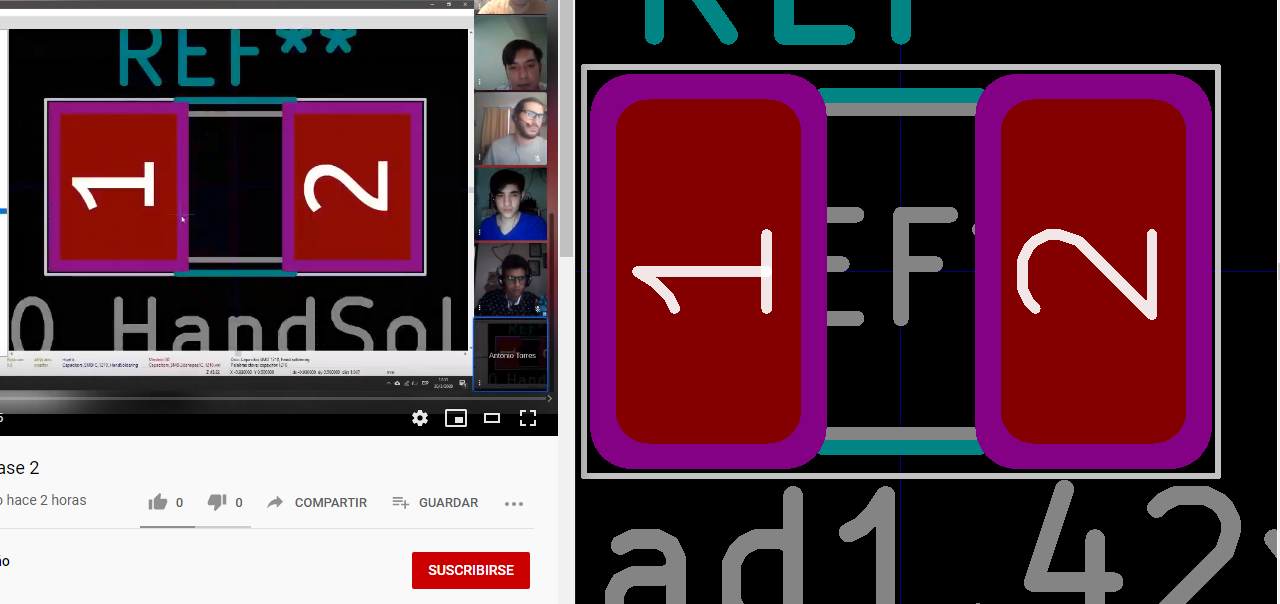 REF**
1
2
0 HandSol
Antonio Torres
5
ase 2
o hace 2 horas
0
0
COMPARTIR
GUARDAR
ño
SUSCRIBIRSE
REF
1
2
EF
ad1.42